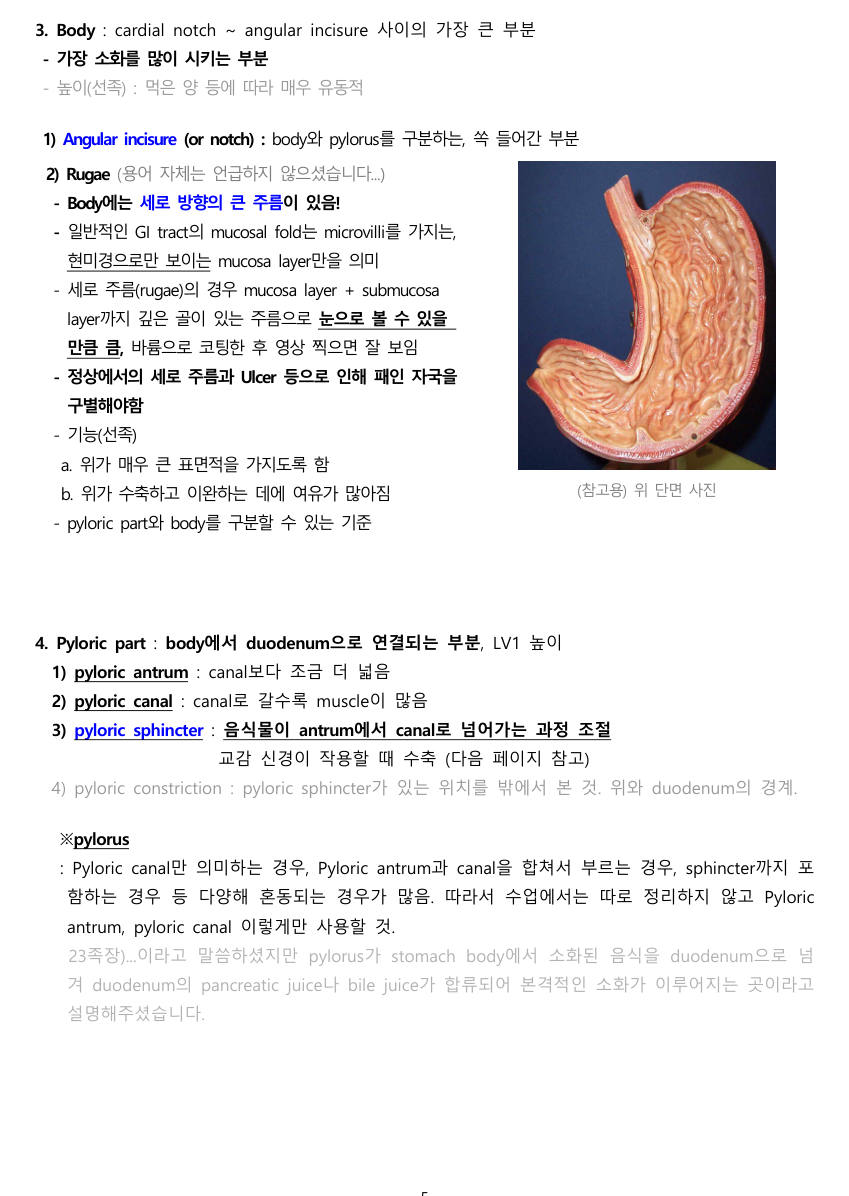 3. Body : cardial notch ~ angular incisure 사이의 가장 큰 부분
- 가장 소화를 많이 시키는 부분
- 높이(선족) : 먹은 양 등에 따라 매우 유동적
1) Angular incisure (or notch) : body와 pylorus를 구분하는, 쏙 들어간 부분
2) Rugae (용어 자체는 언급하지 않으셨습니다...)
- Body에는 세로 방향의 큰 주름이 있음!
- 일반적인 GI tract의 mucosal fold는 microvilli를 가지는,
현미경으로만 보이는 mucosa layer만을 의미
- 세로 주름(rugae)의 경우 mucosa layer + submucosa
layer까지 깊은 골이 있는 주름으로 눈으로 볼 수 있을
만큼 큼, 바륨으로 코팅한 후 영상 찍으면 잘 보임
- 정상에서의 세로 주름과 Ulcer 등으로 인해 패인 자국을
구별해야함
- 기능(선족)
a. 위가 매우 큰 표면적을 가지도록 함
b. 위가 수축하고 이완하는 데에 여유가 많아짐
- pyloric part와 body를 구분할 수 있는 기준
(참고용) 위 단면 사진
4. Pyloric part : body에서 duodenum으로 연결되는 부분, LV1 높이
1) pyloric antrum : canal보다 조금 더 넓음
2) pyloric canal : canal로 갈수록 muscle이 많음
3) pyloric sphincter : 음식물이 antrum에서 canal로 넘어가는 과정 조절
교감 신경이 작용할 때 수축 (다음 페이지 참고)
4) pyloric constriction : pyloric sphincter가 있는 위치를 밖에서 본 것. 위와 duodenum의 경계.
※pylorus
: Pyloric canal만 의미하는 경우, Pyloric antrum과 canal을 합쳐서 부르는 경우, sphincter까지 포
함하는 경우 등 다양해 혼동되는 경우가 많음. 따라서 수업에서는 따로 정리하지 않고 Pyloric
antrum, pyloric canal 이렇게만 사용할 것.
23족장)...이라고 말씀하셨지만 pylorus가 stomach body에서 소화된 음식을 duodenum으로 넘
겨 duodenum의 pancreatic juice나 bile juice가 합류되어 본격적인 소화가 이루어지는 곳이라고
설명해주셨습니다.